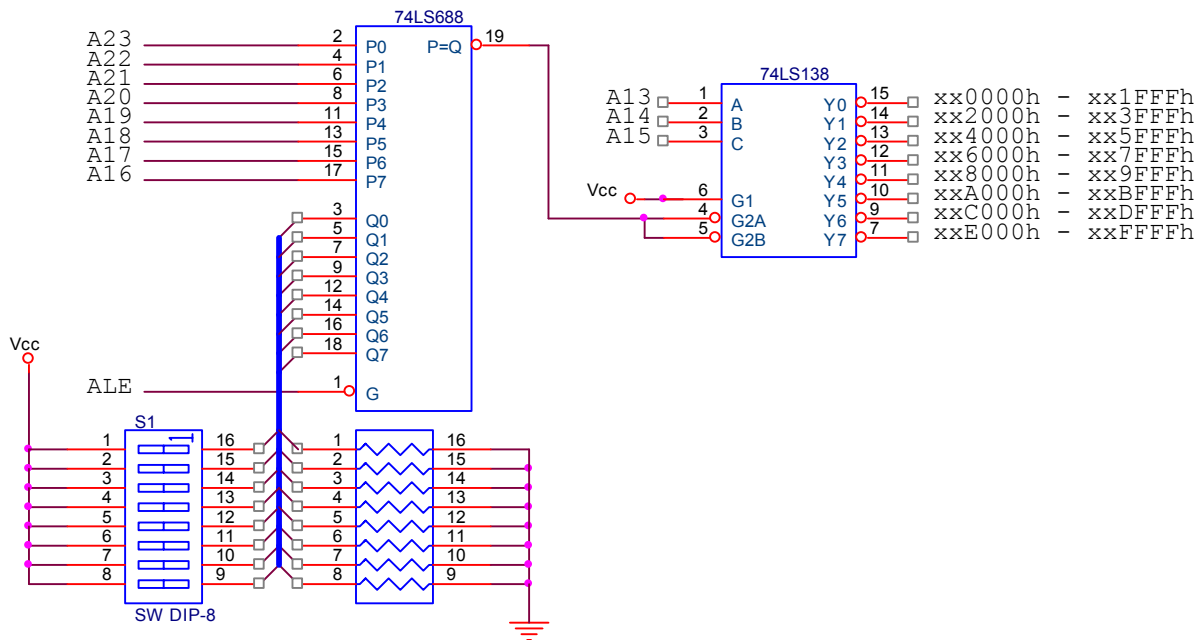 74LS688
A23 2 P0 P=Q 19
A22 4 P1
A21 6 P2
A20 8 P3
A19 11 P4
A18 13 P5
A17 15 P6
A16 17 P7
3 Q0
5 Q1
7 Q2
9 Q3
12 Q4
14 Q5
16 Q6
18 Q7
ALE 1 G
74LS138
A13 1 A Y0 15 xx0000h - xx1FFFh
A14 2 B Y1 14 xx2000h - xx3FFFh
A15 3 C Y2 13 xx4000h - xx5FFFh
Y3 12 xx6000h - xx7FFFh
Y4 11 xx8000h - xx9FFFh
Vcc 6 G1 Y5 10 xxA000h - xxBFFFh
4 G2A Y6 9 xxC000h - xxDFFFh
5 G2B Y7 7 xxE000h - xxFFFFh
Vcc
S1
1 16 1 16
2 15 2 15
3 14 3 14
4 13 4 13
5 12 5 12
6 11 6 11
7 10 7 10
8 9 8 9
SW DIP-8